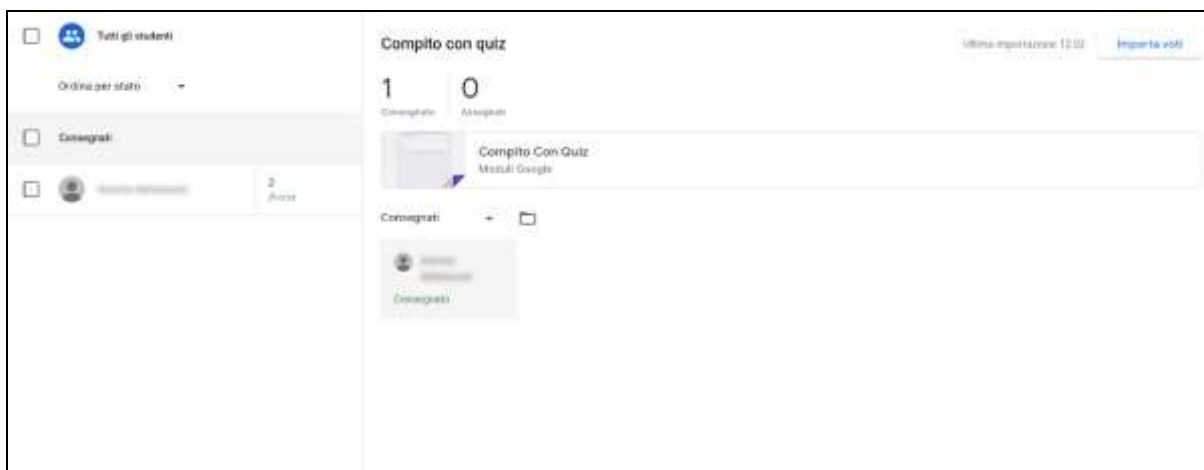 Tutti gli studenti
Ordina per stato
Consegnati
2
Compito con quiz
Ultima importazione 12:02
Importa voti
1
0
Consegnato
Assegnati
Compito Con Quiz
Moduli Google
Consegnati
Consegnato